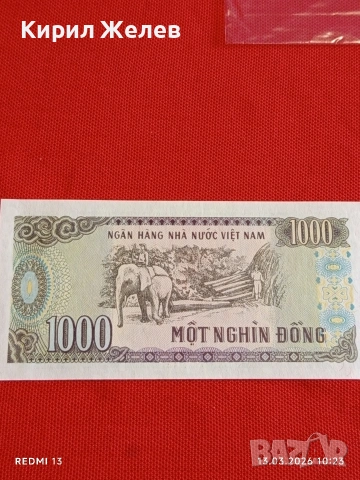 Кирил Желев
NGÂN HÀNG NHÀ NƯỚC VIỆT NAM
1000
1000
MỘT NGHÌN ĐỒNG
REDMI 13
13.03.2026 10:23
BAZAR